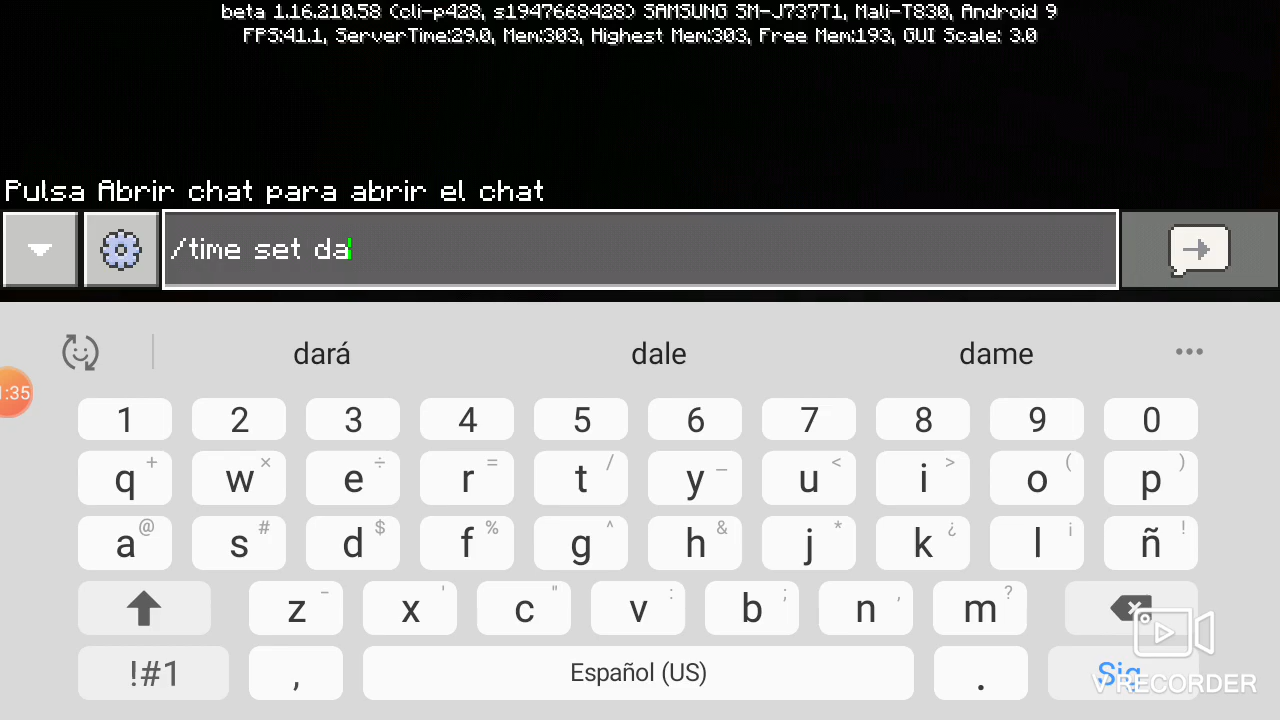 beta 1.16.210.58 (cli-p428, s1947668428) SAMSUNG SM-J737T1, Mali-T830, Android 9
FPS:41.1, ServerTime:29.0, Mem:303, Highest Mem:303, Free Mem:193, GUI Scale: 3.0
Pulsa Abrir chat para abrir el chat
/time set da
dará dale dame •••
:35
1 2 3 4 5 6 7 8 9 0
q + w × e ÷ r = t / y _ u < i > o ( p )
a @ s # d $ f % g ^ h & j * k ¿ l ¡ ñ !
z - x ' c " v : b ; n , m ?
!#1 , Español (US) . Sig
V RECORDER